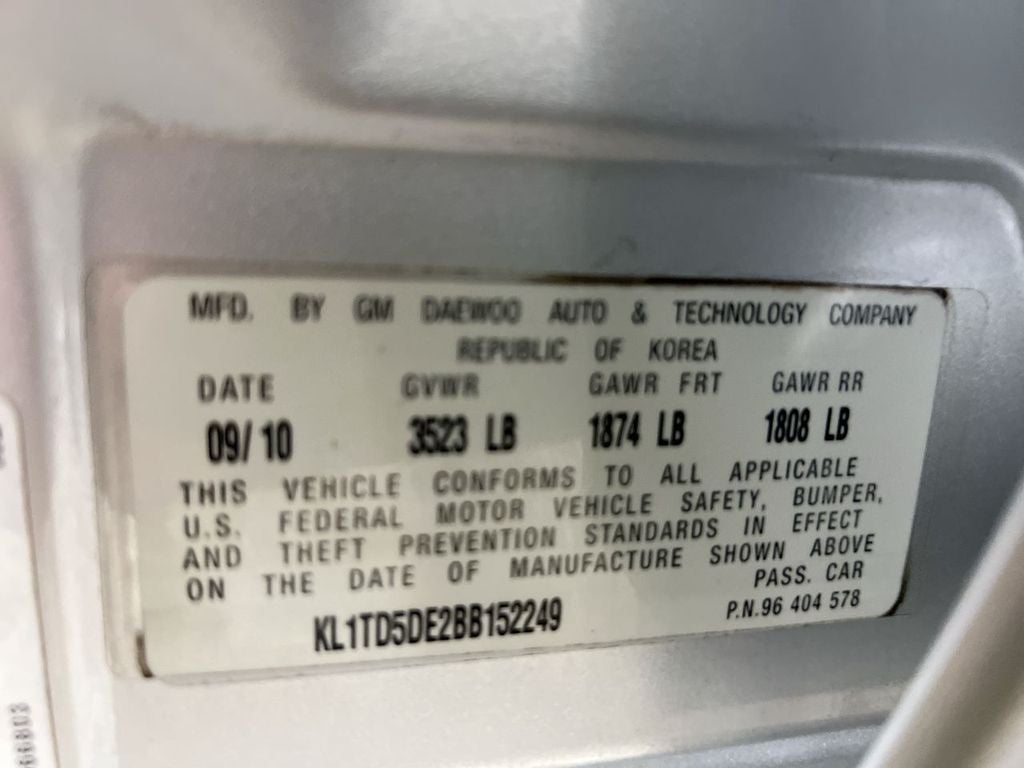 MFD. BY GM DAEWOO AUTO & TECHNOLOGY COMPANY
REPUBLIC OF KOREA
DATE GVWR GAWR FRT GAWR RR
09/10 3523 LB 1874 LB 1808 LB
THIS VEHICLE CONFORMS TO ALL APPLICABLE
U.S. FEDERAL MOTOR VEHICLE SAFETY, BUMPER,
AND THEFT PREVENTION STANDARDS IN EFFECT
ON THE DATE OF MANUFACTURE SHOWN ABOVE
PASS. CAR
KL1TD5DE2BB152249 P.N.96 404 578